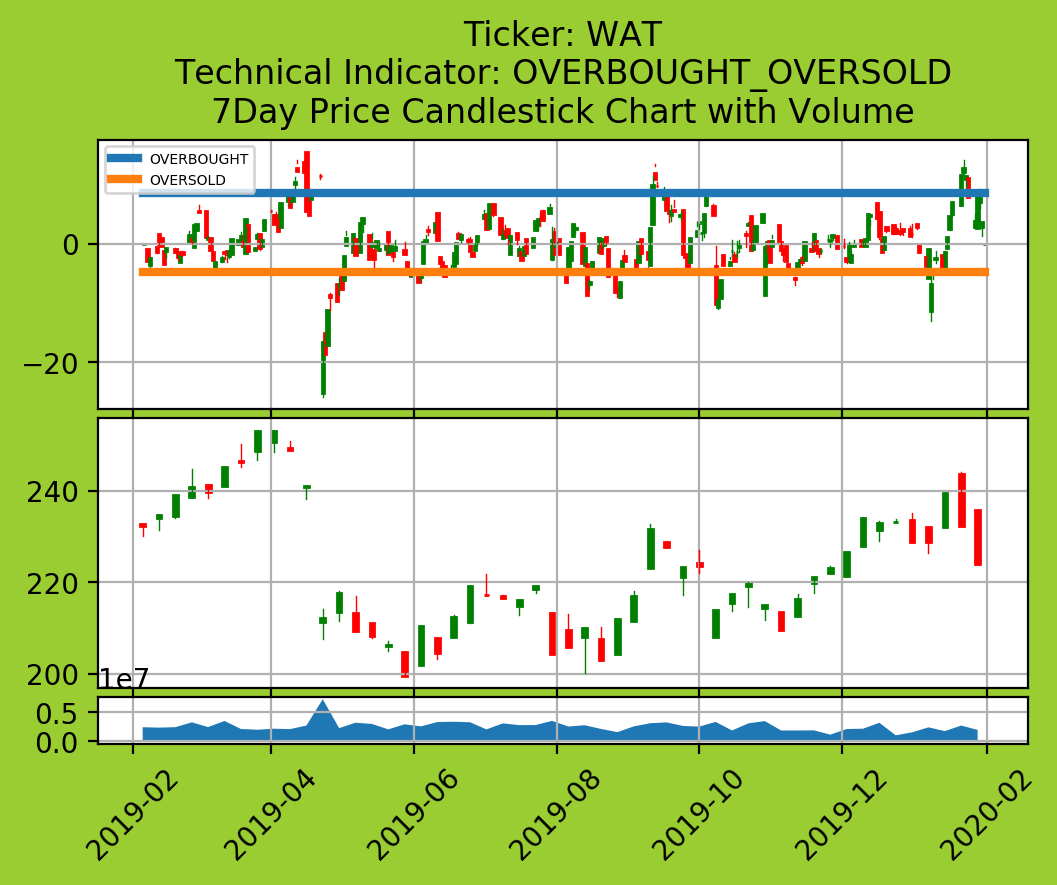 Ticker: WAT
Technical Indicator: OVERBOUGHT_OVERSOLD
7Day Price Candlestick Chart with Volume
OVERBOUGHT
OVERSOLD
0
−20
240
220
200
1e7
0.5
0.0
2019-02
2019-04
2019-06
2019-08
2019-10
2019-12
2020-02